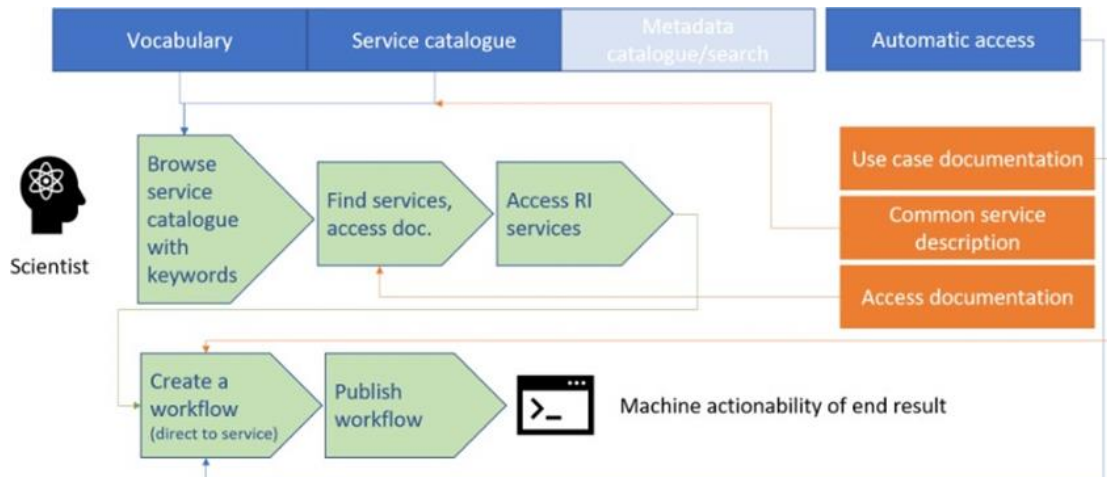 Vocabulary
Service catalogue
Metadata
catalogue/search
Automatic access
Browse
service
catalogue
with
keywords
Find services,
access doc.
Access RI
services
Use case documentation
Common service
description
Access documentation
Scientist
Create a
workflow
(direct to service)
Publish
workflow
>_
Machine actionability of end result